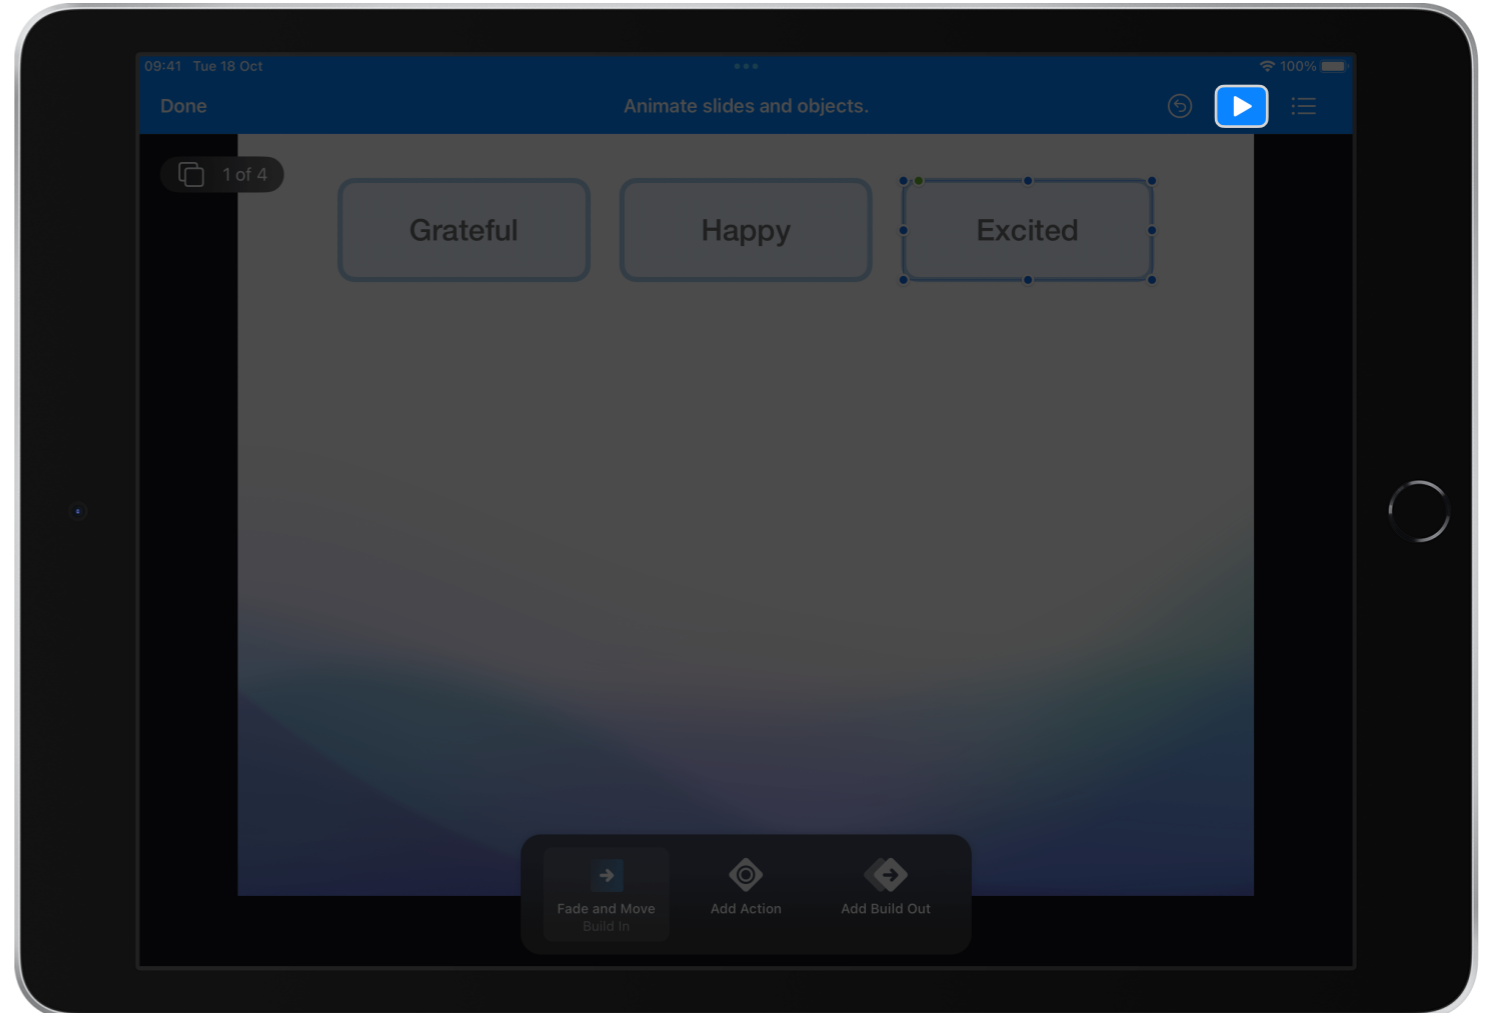 09:41 Tue 18 Oct
100%
Done
Animate slides and objects.
1 of 4
Grateful
Happy
Excited
Fade and Move
Build In
Add Action
Add Build Out